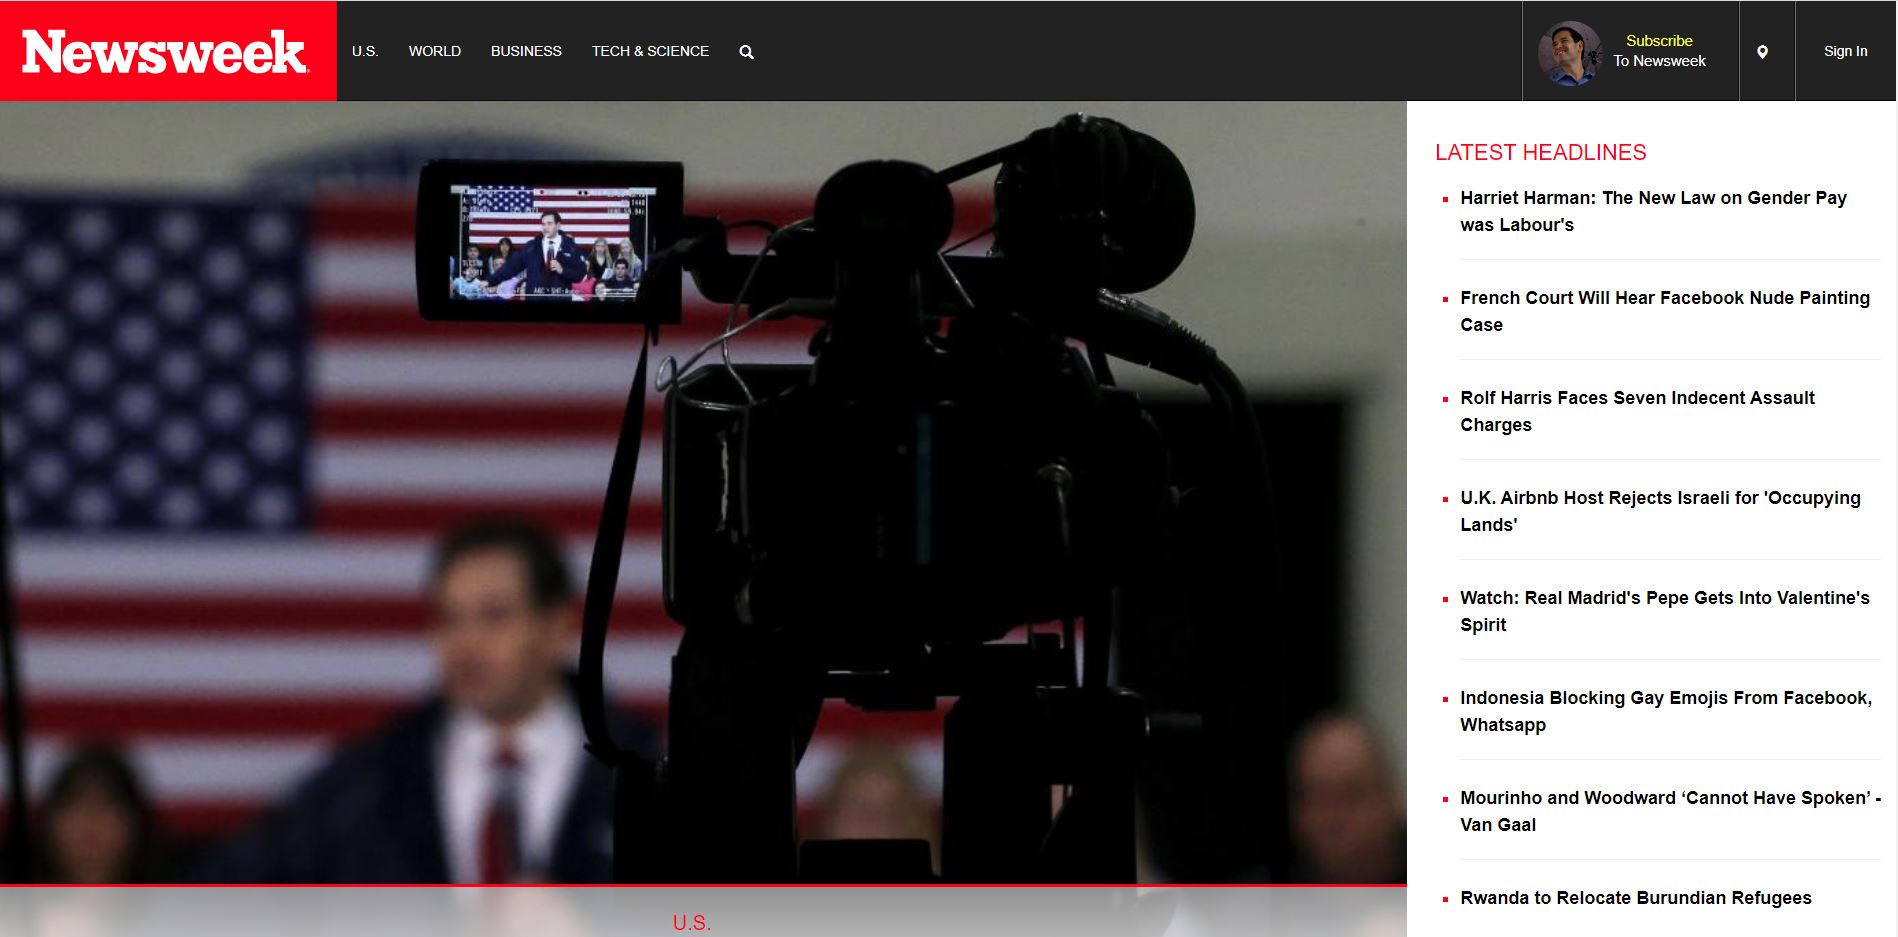 Newsweek
U.S.
WORLD
BUSINESS
TECH & SCIENCE
Subscribe
To Newsweek
Sign In
LATEST HEADLINES
Harriet Harman: The New Law on Gender Pay
was Labour's
French Court Will Hear Facebook Nude Painting
Case
Rolf Harris Faces Seven Indecent Assault
Charges
U.K. Airbnb Host Rejects Israeli for 'Occupying
Lands'
Watch: Real Madrid's Pepe Gets Into Valentine's
Spirit
Indonesia Blocking Gay Emojis From Facebook,
Whatsapp
Mourinho and Woodward ‘Cannot Have Spoken’ -
Van Gaal
Rwanda to Relocate Burundian Refugees
U.S.